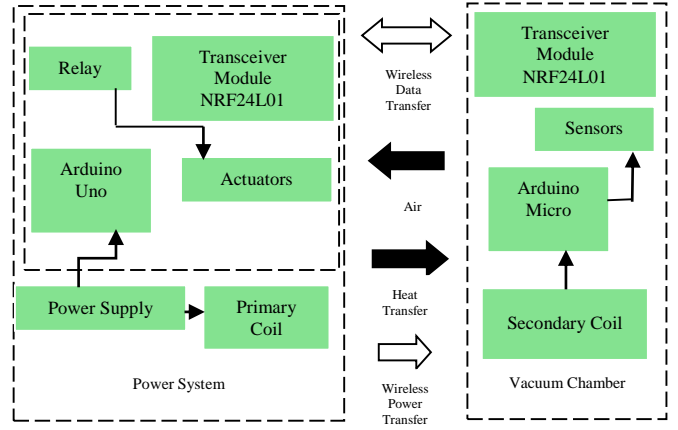 Relay
Transceiver
Module
NRF24L01
Arduino
Uno
Actuators
Power Supply
Primary
Coil
Power System
Wireless
Data
Transfer
Air
Heat
Transfer
Wireless
Power
Transfer
Transceiver
Module
NRF24L01
Sensors
Arduino
Micro
Secondary Coil
Vacuum Chamber